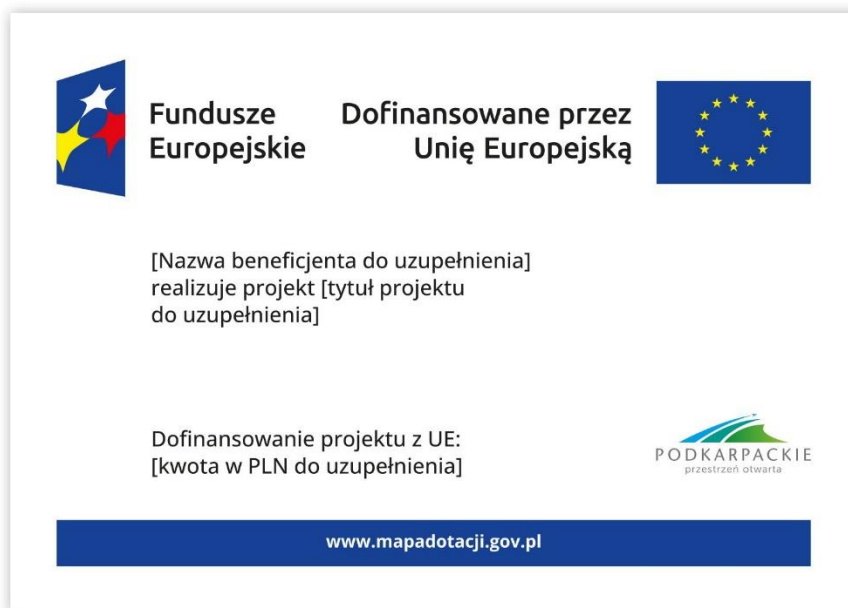 Fundusze
Europejskie
Dofinansowane przez
Unię Europejską
[Nazwa beneficjenta do uzupełnienia]
realizuje projekt [tytuł projektu
do uzupełnienia]
Dofinansowanie projektu z UE:
[kwota w PLN do uzupełnienia]
PODKARPACKIE
przestrzeń otwarta
www.mapadotacji.gov.pl